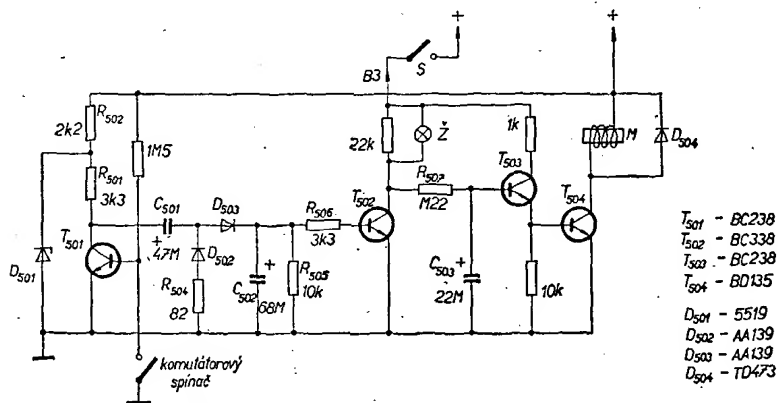 +
+
S
B3
R502
2k2
1M5
22k
Ž
1k
M
D504
R501
3k3
R507
M22
T503
T504
T501
C501
+
47M
D503
R506
3k3
T502
D501
D502
R504
82
C502
+
68M
R505
10k
C503
+
22M
10k
komutátorový
spínač
T501 - BC238
T502 - BC338
T503 - BC238
T504 - BD135
D501 - 5519
D502 - AA139
D503 - AA139
D504 - TD473